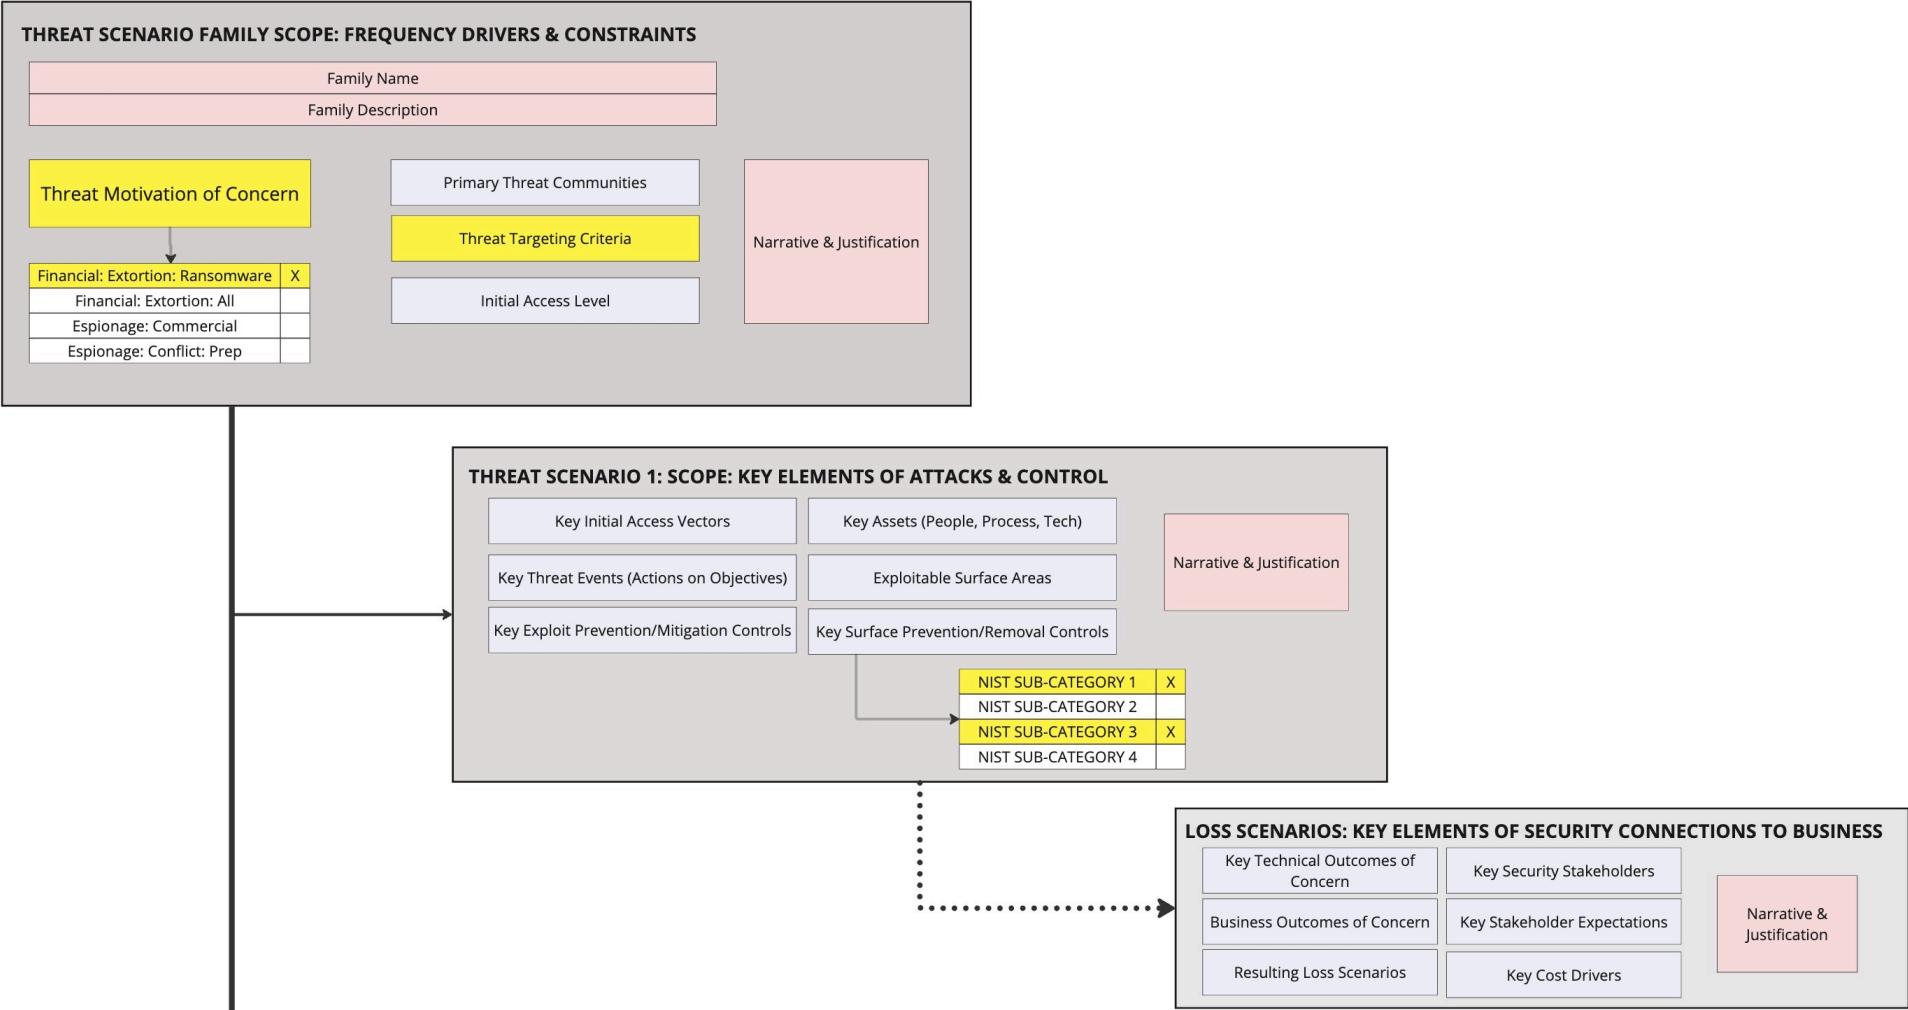 THREAT SCENARIO FAMILY SCOPE: FREQUENCY DRIVERS & CONSTRAINTS
Family Name
Family Description
Threat Motivation of Concern
Financial: Extortion: Ransomware X
Financial: Extortion: All
Espionage: Commercial
Espionage: Conflict: Prep
Primary Threat Communities
Threat Targeting Criteria
Initial Access Level
Narrative & Justification
THREAT SCENARIO 1: SCOPE: KEY ELEMENTS OF ATTACKS & CONTROL
Key Initial Access Vectors
Key Assets (People, Process, Tech)
Key Threat Events (Actions on Objectives)
Exploitable Surface Areas
Key Exploit Prevention/Mitigation Controls
Key Surface Prevention/Removal Controls
Narrative & Justification
NIST SUB-CATEGORY 1 X
NIST SUB-CATEGORY 2
NIST SUB-CATEGORY 3 X
NIST SUB-CATEGORY 4
LOSS SCENARIOS: KEY ELEMENTS OF SECURITY CONNECTIONS TO BUSINESS
Key Technical Outcomes of
Concern
Key Security Stakeholders
Business Outcomes of Concern
Key Stakeholder Expectations
Resulting Loss Scenarios
Key Cost Drivers
Narrative &
Justification